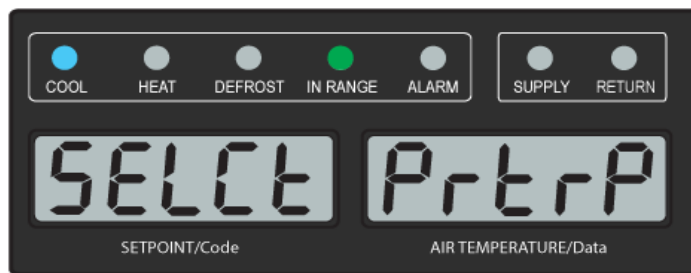 COOL HEAT DEFROST IN RANGE ALARM SUPPLY RETURN
SELCt PrtrP
SETPOINT/Code AIR TEMPERATURE/Data